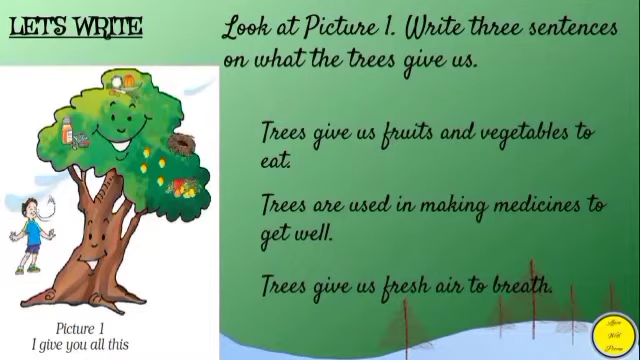 LET'S WRITE
Look at Picture 1. Write three sentences
on what the trees give us.
Trees give us fruits and vegetables to
eat.
Trees are used in making medicines to
get well.
Trees give us fresh air to breath.
Picture 1
I give you all this